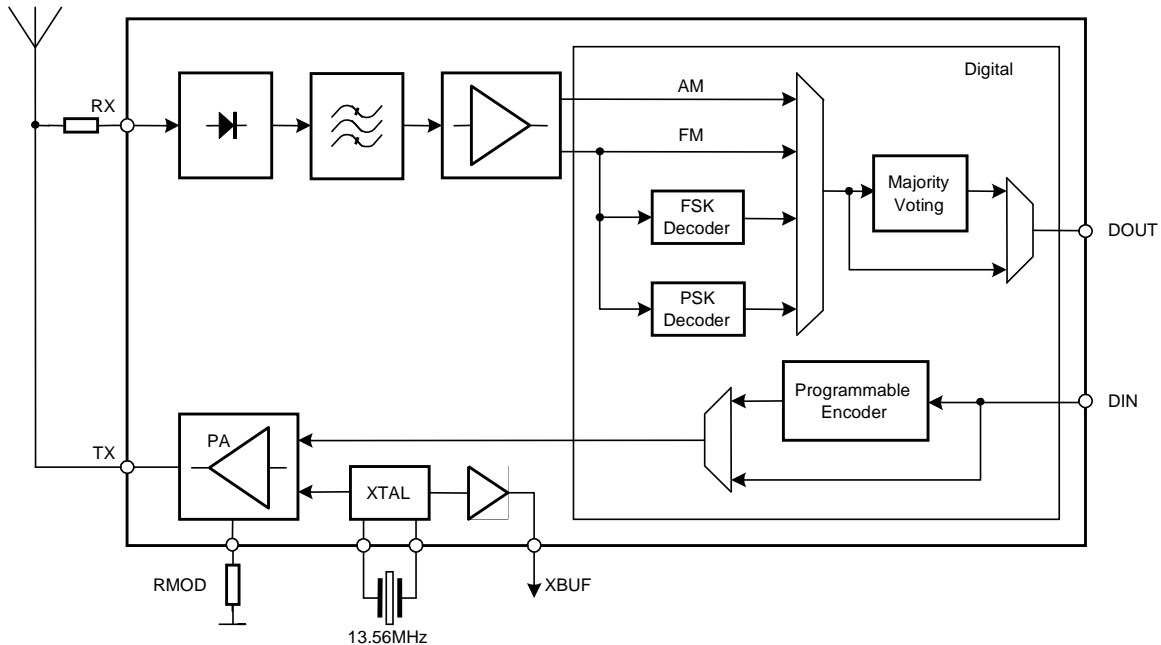 Digital
RX
AM
FM
FSK
Decoder
Majority
Voting
DOUT
PSK
Decoder
Programmable
Encoder
DIN
PA
TX
XTAL
RMOD
XBUF
13.56MHz